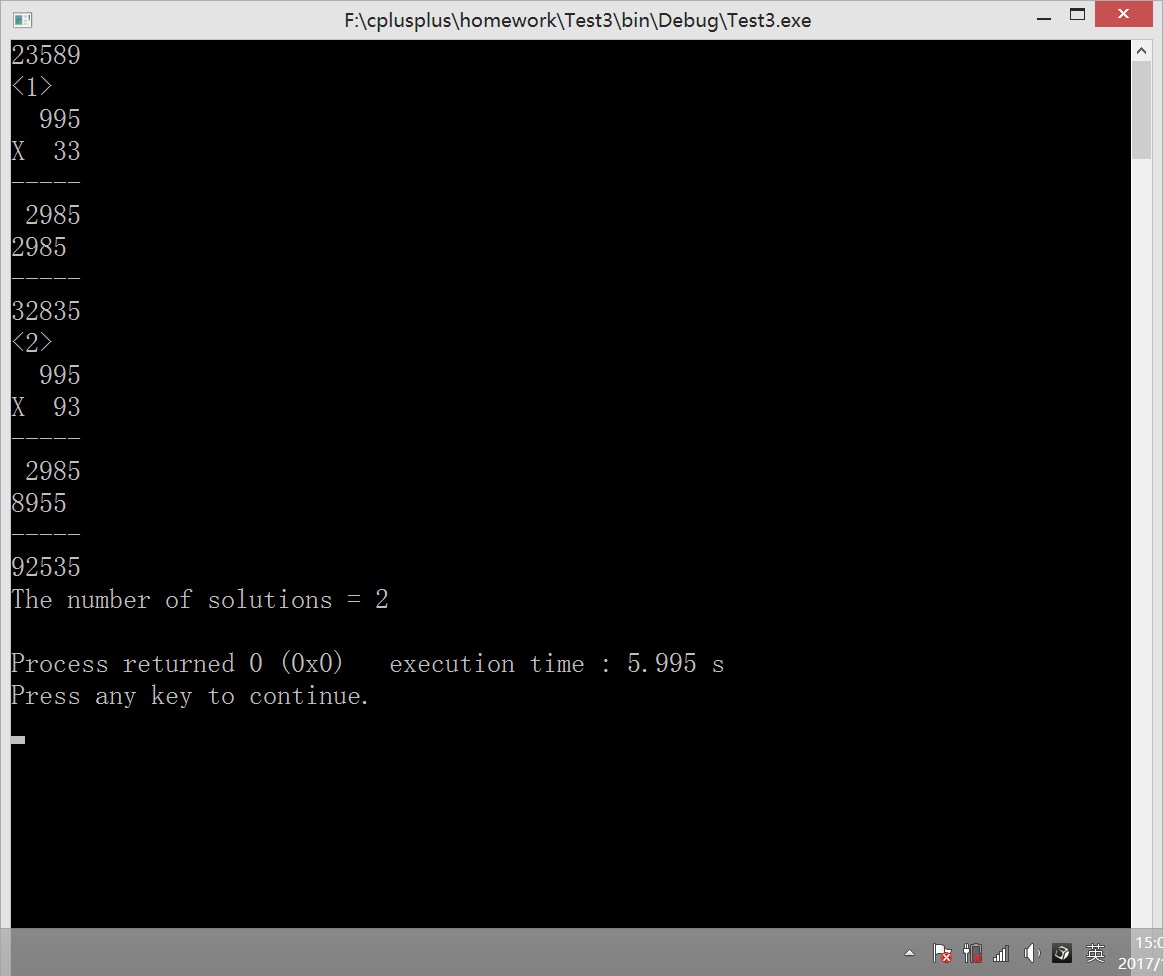 F:\cplusplus\homework\Test3\bin\Debug\Test3.exe
23589
<1>
  995
X  33
-----
 2985
2985
-----
32835
<2>
  995
X  93
-----
 2985
8955
-----
92535
The number of solutions = 2
Process returned 0 (0x0)   execution time : 5.995 s
Press any key to continue.
英
15:0
2017/